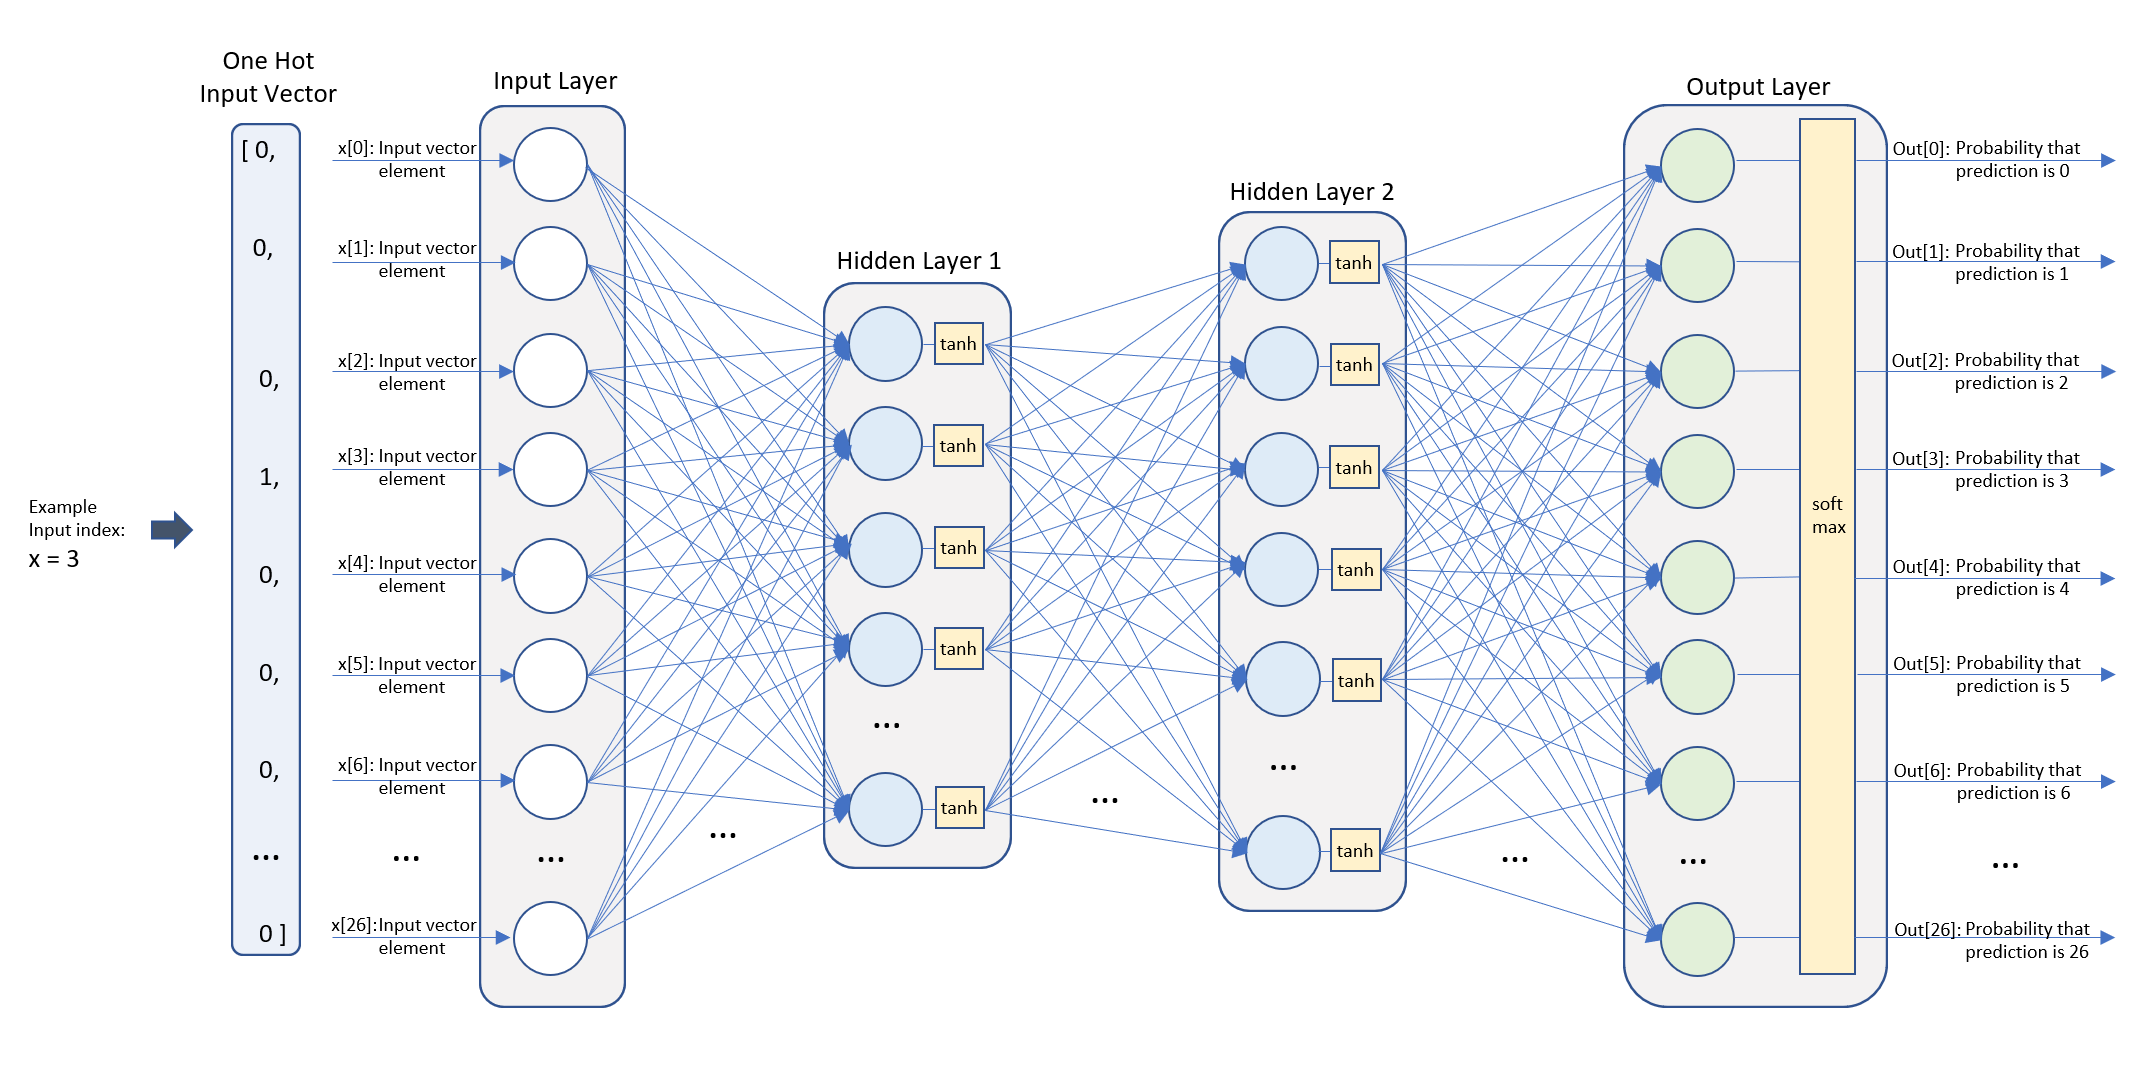 One Hot
Input Vector
Input Layer
Hidden Layer 1
Hidden Layer 2
Output Layer
Example
Input index:
x = 3
[ 0,
0,
0,
1,
0,
0,
0,
...
0 ]
x[0]: Input vector
element
x[1]: Input vector
element
x[2]: Input vector
element
x[3]: Input vector
element
x[4]: Input vector
element
x[5]: Input vector
element
x[6]: Input vector
element
...
x[26]:Input vector
element
...
...
tanh
tanh
tanh
tanh
...
tanh
...
tanh
tanh
tanh
tanh
tanh
...
tanh
...
...
soft
max
Out[0]: Probability that
prediction is 0
Out[1]: Probability that
prediction is 1
Out[2]: Probability that
prediction is 2
Out[3]: Probability that
prediction is 3
Out[4]: Probability that
prediction is 4
Out[5]: Probability that
prediction is 5
Out[6]: Probability that
prediction is 6
...
Out[26]: Probability that
prediction is 26